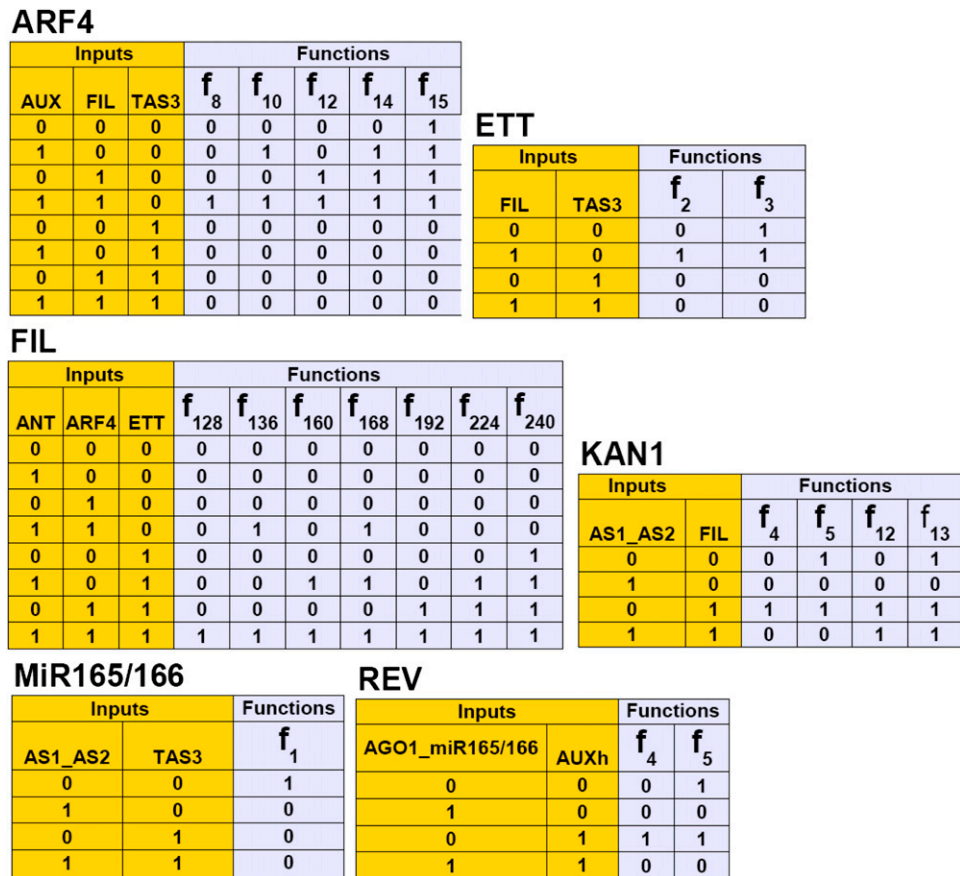 ARF4
Inputs Functions
AUX FIL TAS3 f8 f10 f12 f14 f15
0 0 0 0 0 0 0 1
1 0 0 0 1 0 1 1
0 1 0 0 0 1 1 1
1 1 0 1 1 1 1 1
0 0 1 0 0 0 0 0
1 0 1 0 0 0 0 0
0 1 1 0 0 0 0 0
1 1 1 0 0 0 0 0
ETT
Inputs Functions
FIL TAS3 f2 f3
0 0 0 1
1 0 1 1
0 1 0 0
1 1 0 0
FIL
Inputs Functions
ANT ARF4 ETT f128 f136 f160 f168 f192 f224 f240
0 0 0 0 0 0 0 0 0 0
1 0 0 0 0 0 0 0 0 0
0 1 0 0 0 0 0 0 0 0
1 1 0 0 1 0 1 0 0 0
0 0 1 0 0 0 0 0 0 1
1 0 1 0 0 1 1 0 1 1
0 1 1 0 0 0 0 1 1 1
1 1 1 1 1 1 1 1 1 1
KAN1
Inputs Functions
AS1_AS2 FIL f4 f5 f12 f13
0 0 0 1 0 1
1 0 0 0 0 0
0 1 1 1 1 1
1 1 0 0 1 1
MiR165/166
Inputs Functions
AS1_AS2 TAS3 f1
0 0 1
1 0 0
0 1 0
1 1 0
REV
Inputs Functions
AGO1_miR165/166 AUXh f4 f5
0 0 0 1
1 0 0 0
0 1 1 1
1 1 0 0